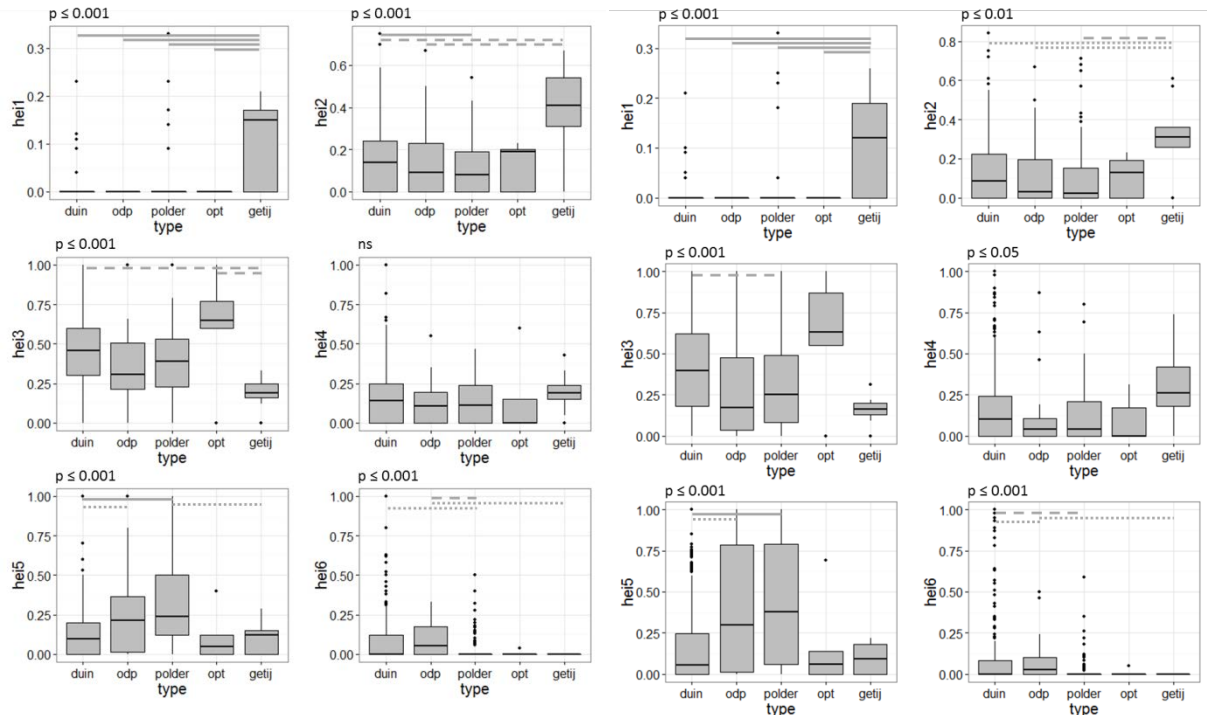 p ≤ 0.001
hei1
0.3
0.2
0.1
0.0
duin odp polder opt getij
type
p ≤ 0.001
hei2
0.6
0.4
0.2
0.0
duin odp polder opt getij
type
p ≤ 0.001
hei1
0.3
0.2
0.1
0.0
duin odp polder opt getij
type
p ≤ 0.01
hei2
0.8
0.6
0.4
0.2
0.0
duin odp polder opt getij
type
p ≤ 0.001
hei3
1.00
0.75
0.50
0.25
0.00
duin odp polder opt getij
type
ns
hei4
1.00
0.75
0.50
0.25
0.00
duin odp polder opt getij
type
p ≤ 0.001
hei3
1.00
0.75
0.50
0.25
0.00
duin odp polder opt getij
type
p ≤ 0.05
hei4
1.00
0.75
0.50
0.25
0.00
duin odp polder opt getij
type
p ≤ 0.001
hei5
1.00
0.75
0.50
0.25
0.00
duin odp polder opt getij
type
p ≤ 0.001
hei6
1.00
0.75
0.50
0.25
0.00
duin odp polder opt getij
type
p ≤ 0.001
hei5
1.00
0.75
0.50
0.25
0.00
duin odp polder opt getij
type
p ≤ 0.001
hei6
1.00
0.75
0.50
0.25
0.00
duin odp polder opt getij
type